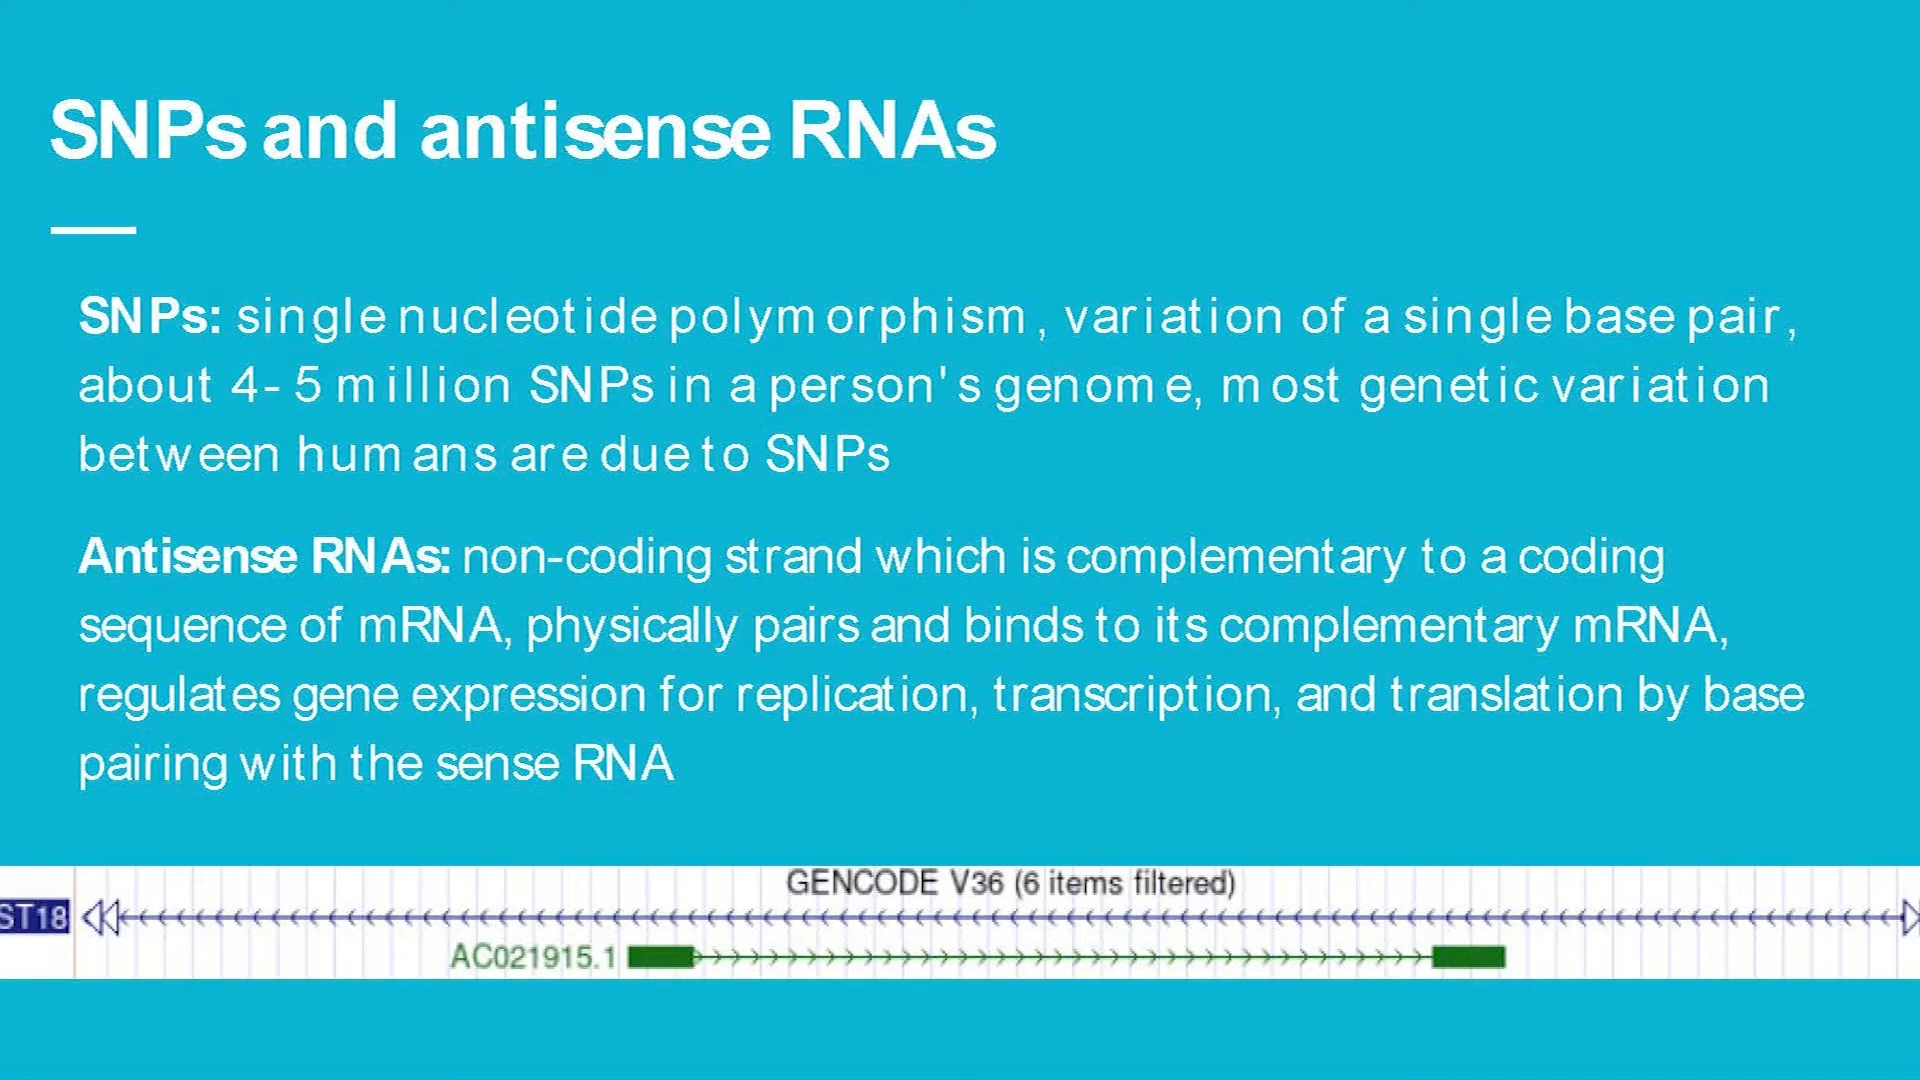 SNPs and antisense RNAs
SNPs: single nucleotide polymorphism, variation of a single base pair,
about 4-5 million SNPs in a person's genome, most genetic variation
between humans are due to SNPs
Antisense RNAs: non-coding strand which is complementary to a coding
sequence of mRNA, physically pairs and binds to its complementary mRNA,
regulates gene expression for replication, transcription, and translation by base
pairing with the sense RNA
GENCODE V36 (6 items filtered)
ST18
AC021915.1